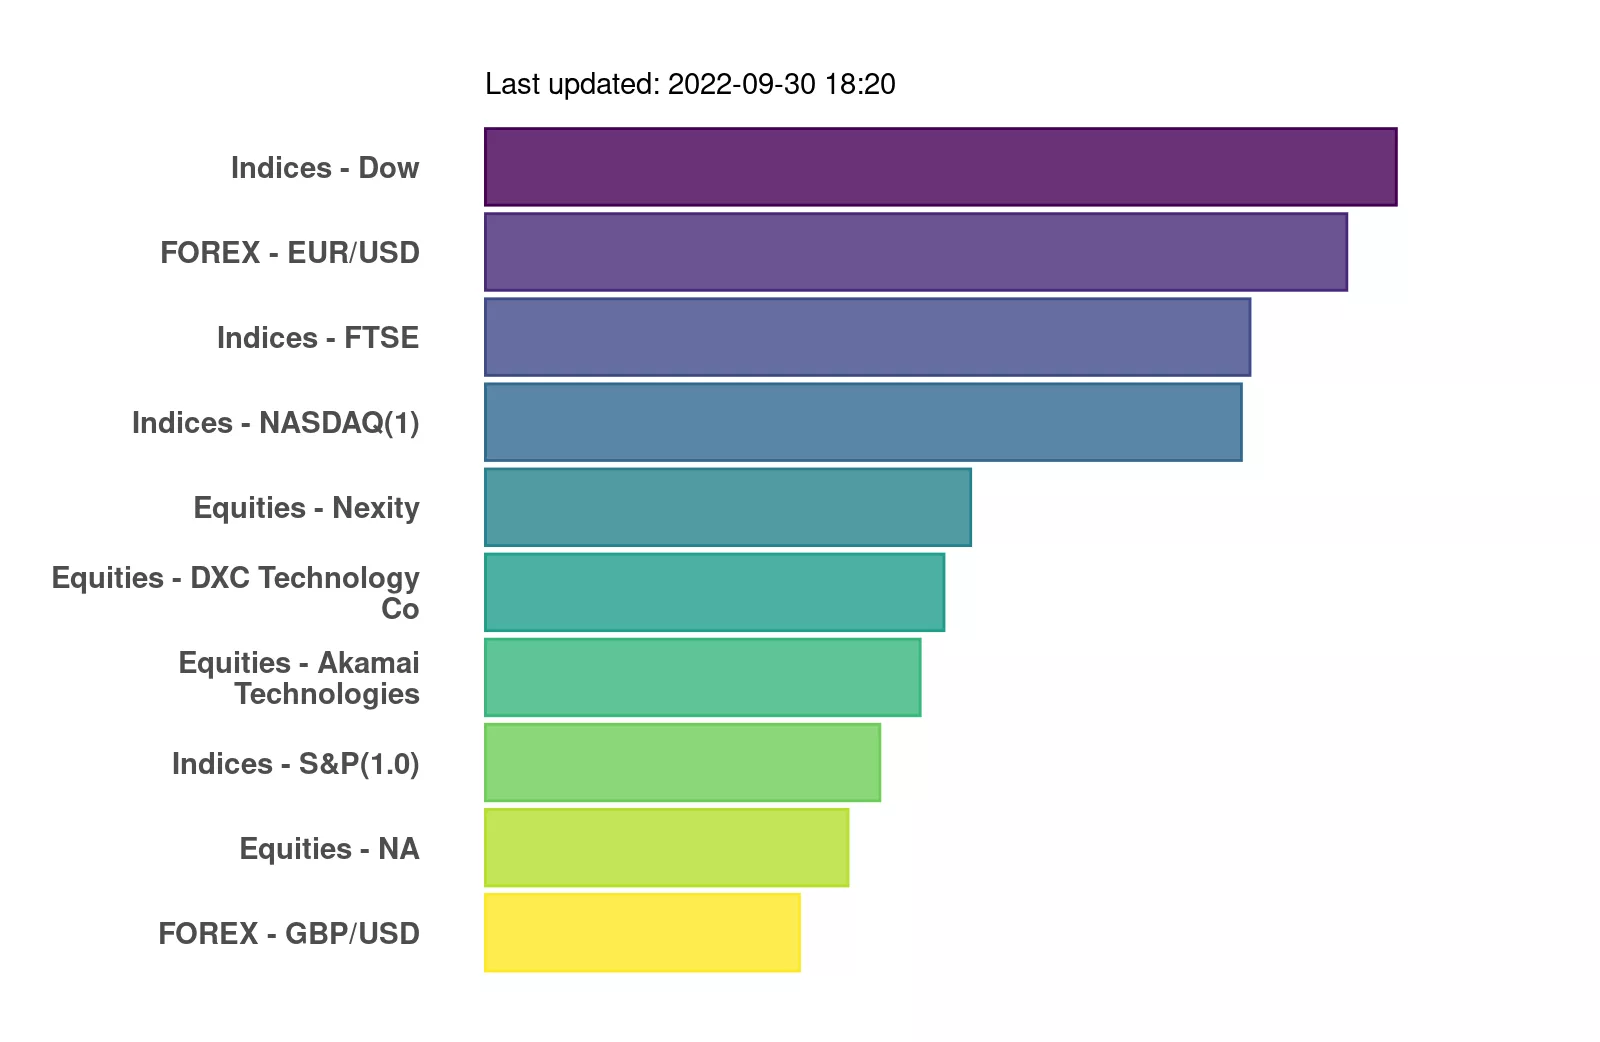 Last updated: 2022-09-30 18:20
Indices - Dow
FOREX - EUR/USD
Indices - FTSE
Indices - NASDAQ(1)
Equities - Nexity
Equities - DXC Technology
Co
Equities - Akamai
Technologies
Indices - S&P(1.0)
Equities - NA
FOREX - GBP/USD